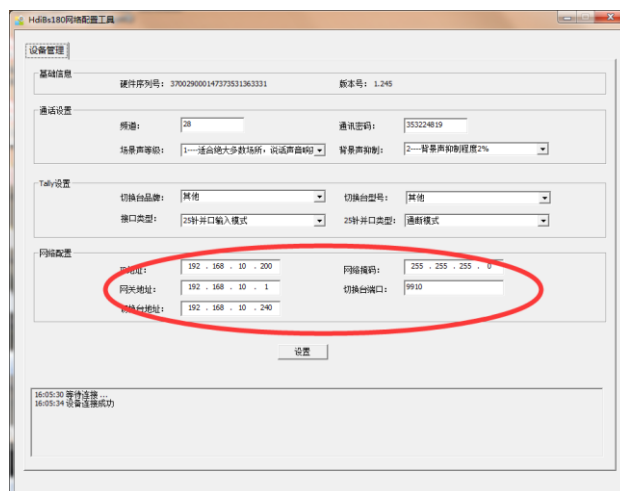 HdiBs180网络配置工具
设备管理
基础信息
硬件序列号: 370029000147373531363331 版本号: 1.245
通话设置
频道: 28 通讯密码: 353224819
场景声等级: 1----适合绝大多数场所，说话声音响 背景声抑制: 2----背景声抑制程度2%
Tally设置
切换台品牌: 其他 切换台型号: 其他
接口类型: 25针并口输入模式 25针并口类型: 通断模式
网络配置
IP地址: 192 . 168 . 10 . 200 网络掩码: 255 . 255 . 255 . 0
网关地址: 192 . 168 . 10 . 1 切换台端口: 9910
切换台地址: 192 . 168 . 10 . 240
设置
16:05:30 等待连接 ...
16:05:34 设备连接成功